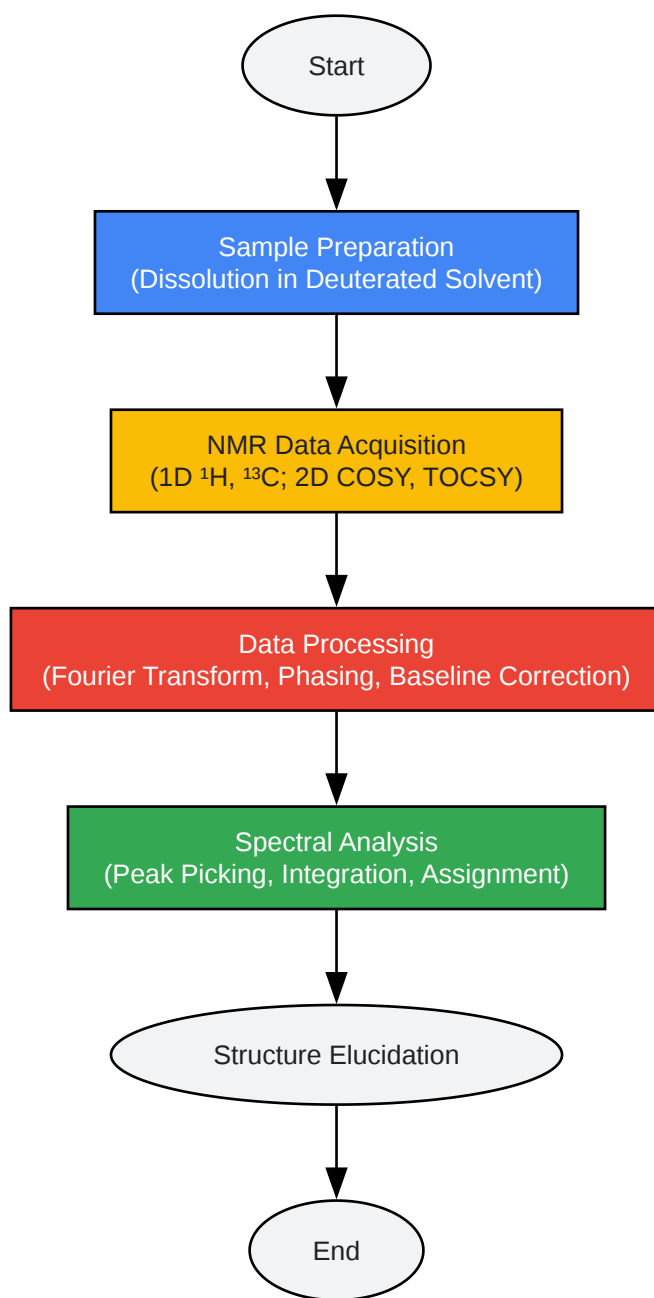 Start
Sample Preparation
(Dissolution in Deuterated Solvent)
NMR Data Acquisition
(1D ¹H, ¹³C; 2D COSY, TOCSY)
Data Processing
(Fourier Transform, Phasing, Baseline Correction)
Spectral Analysis
(Peak Picking, Integration, Assignment)
Structure Elucidation
End